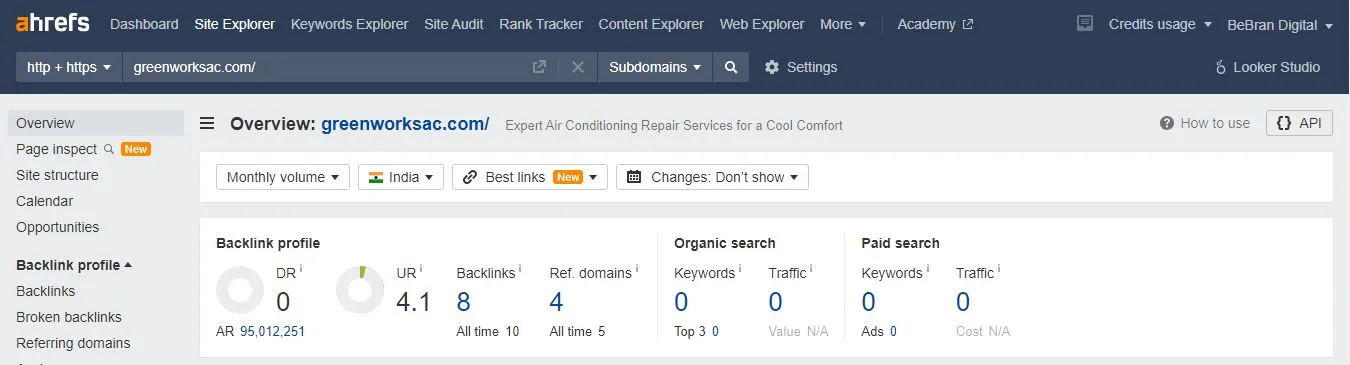 ahrefs Dashboard Site Explorer Keywords Explorer Site Audit Rank Tracker Content Explorer Web Explorer More Academy Credits usage BeBran Digital
http + https greenworksac.com/ Subdomains Settings Looker Studio
Overview
Page inspect New
Site structure
Calendar
Opportunities
Backlink profile
Backlinks
Broken backlinks
Referring domains
Overview: greenworksac.com/ Expert Air Conditioning Repair Services for a Cool Comfort How to use {} API
Monthly volume India Best links New Changes: Don't show
Backlink profile
DR i UR i Backlinks i Ref. domains i
0 4.1 8 4
AR 95,012,251 All time 10 All time 5
Organic search
Keywords i Traffic i
0 0
Top 3 0 Value N/A
Paid search
Keywords i Traffic i
0 0
Ads 0 Cost N/A